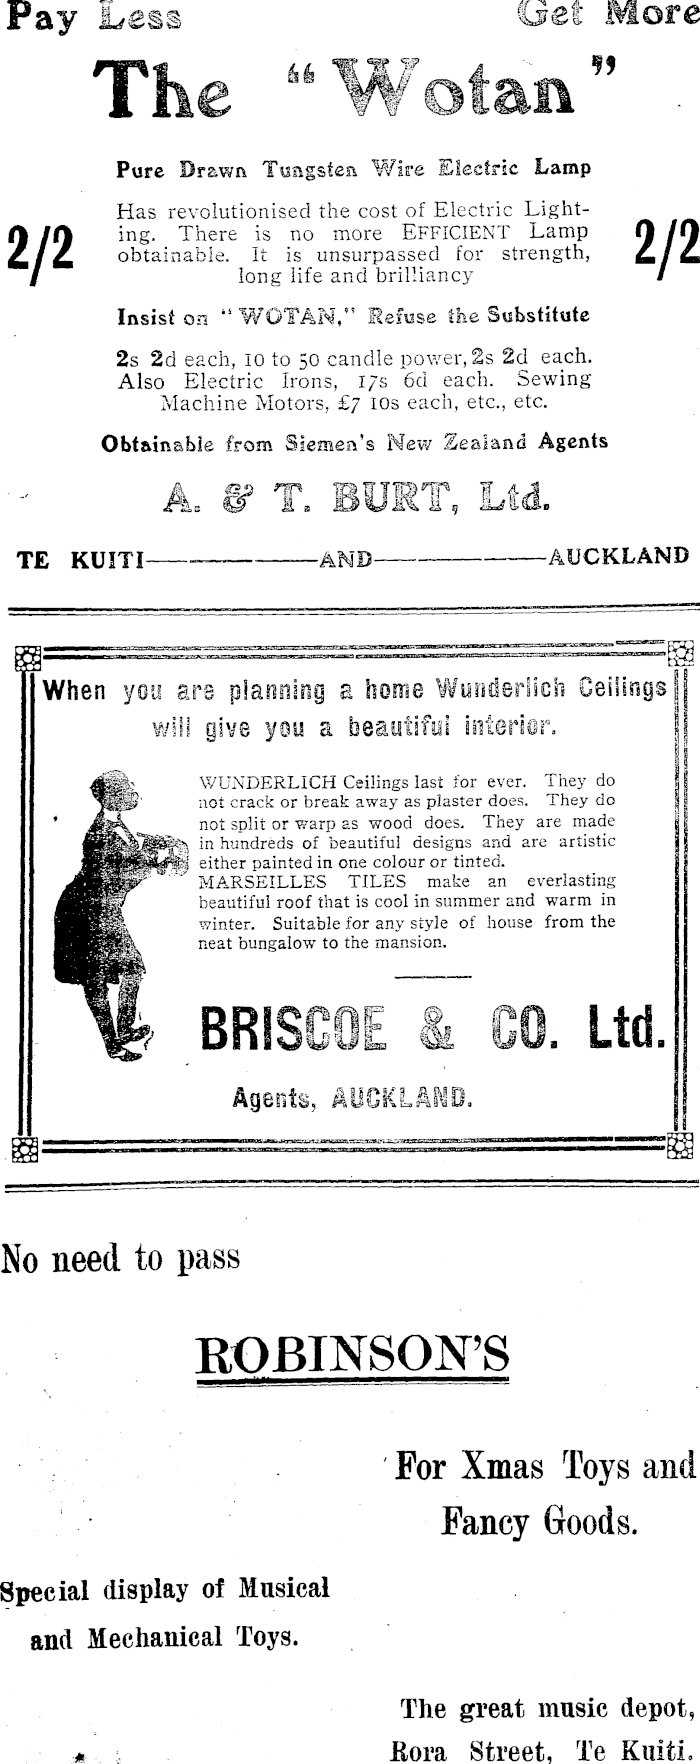 Pay Less Get More
The "Wotan"
Pure Drawn Tungsten Wire Electric Lamp
2/2
Has revolutionised the cost of Electric Light-
ing. There is no more EFFICIENT Lamp
obtainable. It is unsurpassed for strength,
long life and brilliancy
2/2
Insist on "WOTAN," Refuse the Substitute
2s 2d each, 10 to 50 candle power, 2s 2d each.
Also Electric Irons, 17s 6d each. Sewing
Machine Motors, £7 10s each, etc., etc.
Obtainable from Siemen's New Zealand Agents
A. & T. BURT, Ltd.
TE KUITI—AND—AUCKLAND
When you are planning a home Wunderlich Ceilings
will give you a beautiful interior.
WUNDERLICH Ceilings last for ever. They do
not crack or break away as plaster does. They do
not split or warp as wood does. They are made
in hundreds of beautiful designs and are artistic
either painted in one colour or tinted.
MARSEILLES TILES make an everlasting
beautiful roof that is cool in summer and warm in
winter. Suitable for any style of house from the
neat bungalow to the mansion.
BRISCOE & CO. Ltd.
Agents, AUCKLAND.
No need to pass
ROBINSON'S
For Xmas Toys and
Fancy Goods.
Special display of Musical
and Mechanical Toys.
The great music depot,
Rora Street, Te Kuiti.